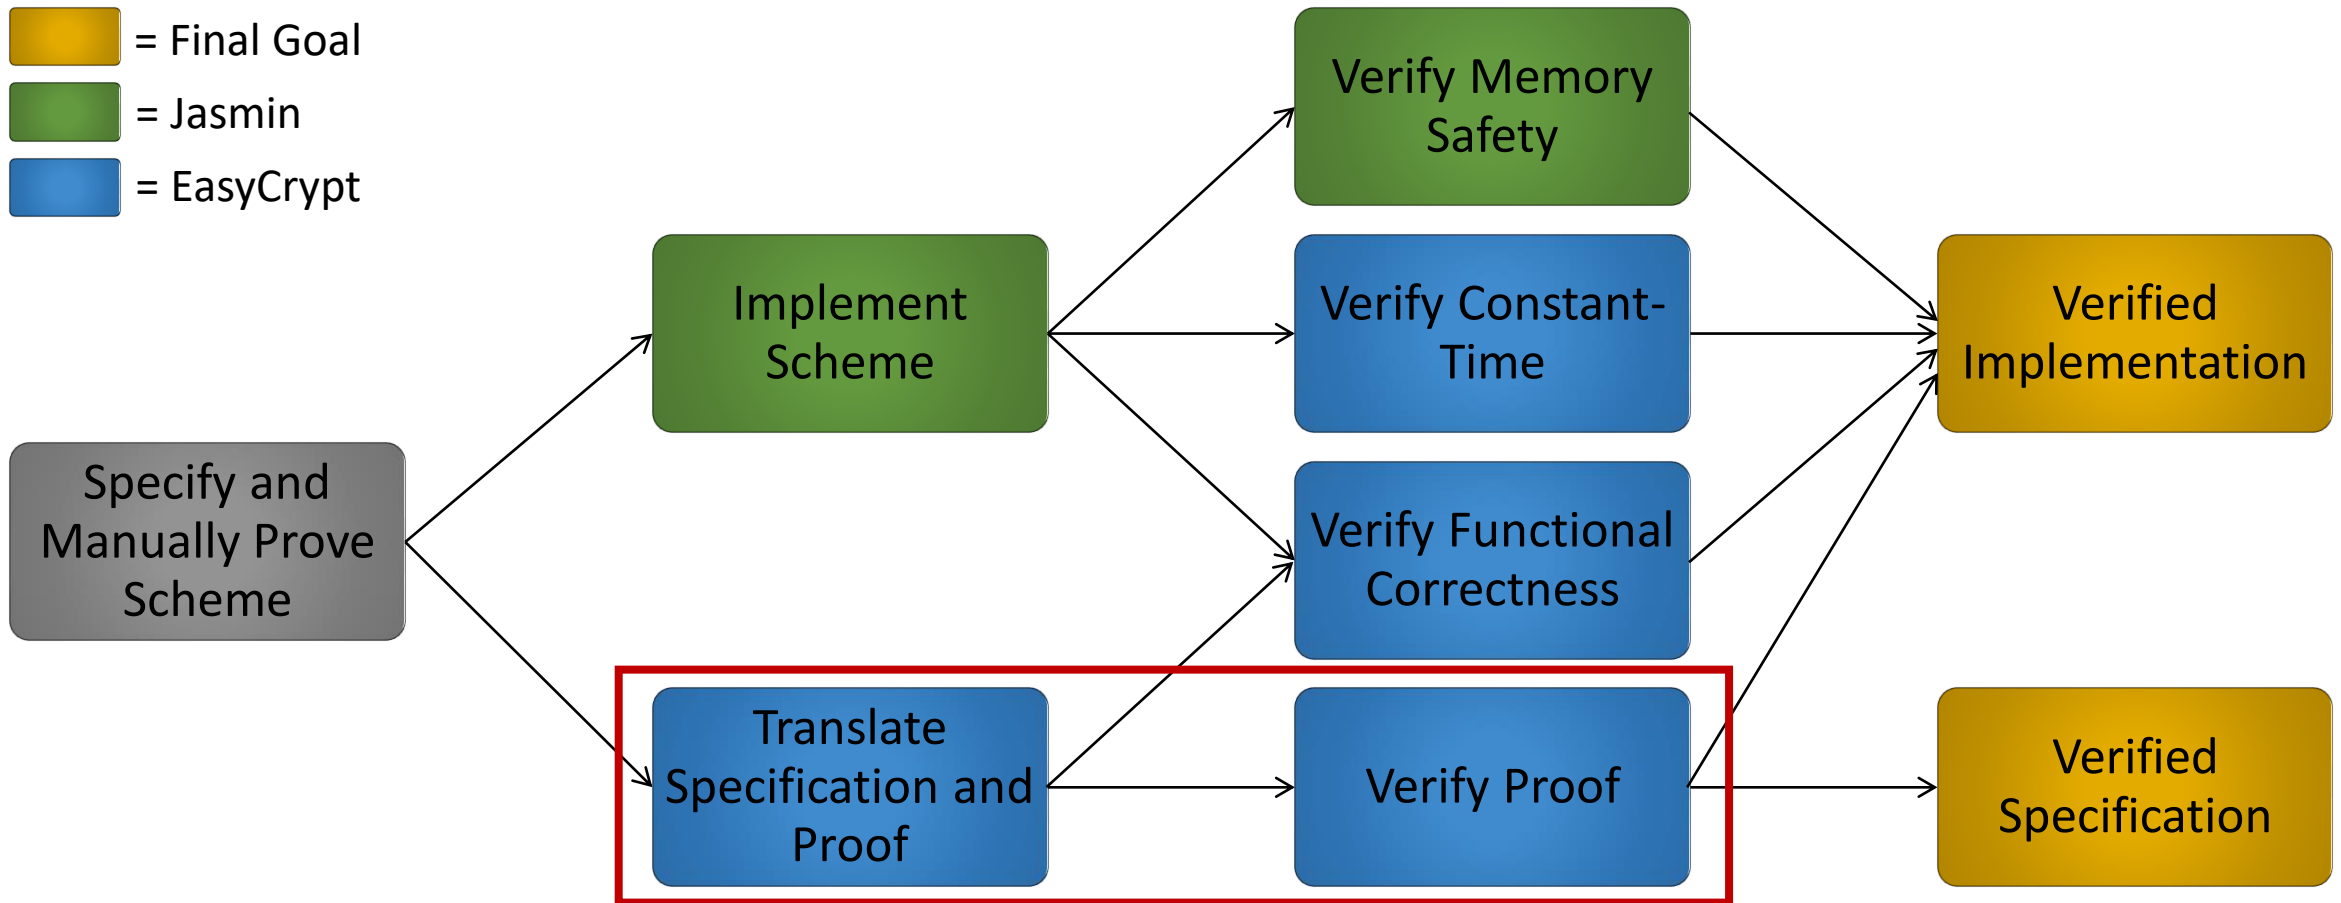 = Final Goal
= Jasmin
= EasyCrypt
Specify and
Manually Prove
Scheme
Implement
Scheme
Translate
Specification and
Proof
Verify Memory
Safety
Verify Constant-
Time
Verify Functional
Correctness
Verify Proof
Verified
Implementation
Verified
Specification